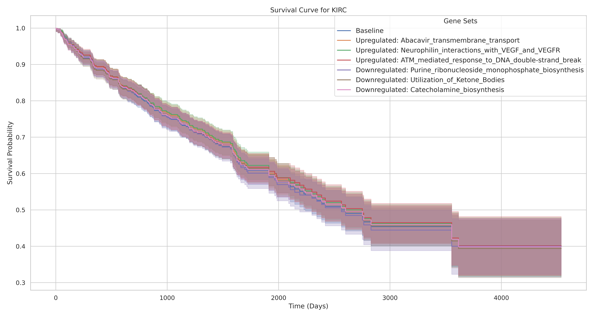 Survival Curve for KIRC
Gene Sets
Baseline
Upregulated: Abacavir_transmembrane_transport
Upregulated: Neurophilin_interactions_with_VEGF_and_VEGFR
Upregulated: ATM_mediated_response_to_DNA_double-strand_break
Downregulated: Purine_ribonucleoside_monophosphate_biosynthesis
Downregulated: Utilization_of_Ketone_Bodies
Downregulated: Catecholamine_biosynthesis
Survival Probability
1.0
0.9
0.8
0.7
0.6
0.5
0.4
0.3
0
1000
2000
3000
4000
Time (Days)